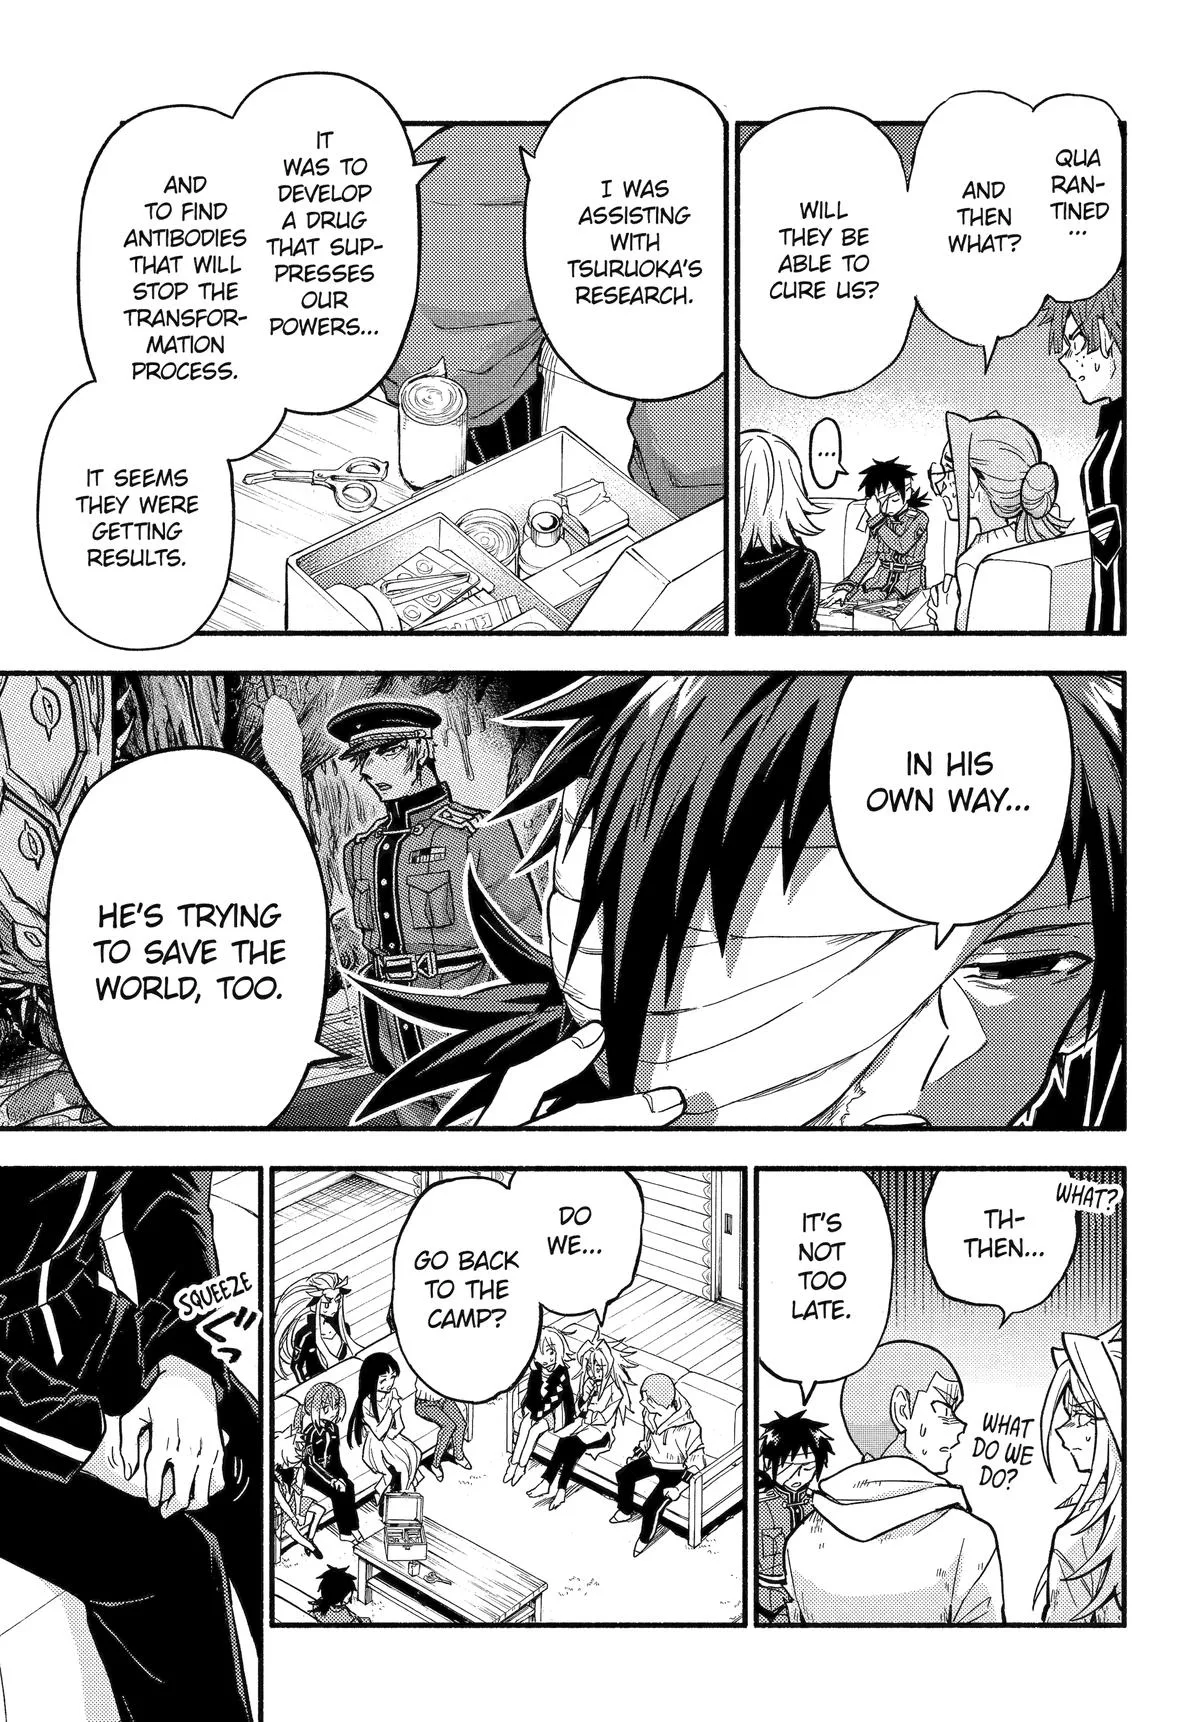 QUA
RAN-
TINED
...
AND
THEN
WHAT?
WILL
THEY BE
ABLE TO
CURE US?
...
I WAS
ASSISTING
WITH
TSURUOKA'S
RESEARCH.
IT
WAS TO
DEVELOP
A DRUG
THAT SUP-
PRESSES
OUR
POWERS...
AND
TO FIND
ANTIBODIES
THAT WILL
STOP THE
TRANSFOR-
MATION
PROCESS.
IT SEEMS
THEY WERE
GETTING
RESULTS.
IN HIS
OWN WAY...
HE'S TRYING
TO SAVE THE
WORLD, TOO.
WHAT?
TH-
THEN...
IT'S
NOT
TOO
LATE.
WHAT
DO WE
DO?
DO
WE...
GO BACK
TO THE
CAMP?
SQUEEZE